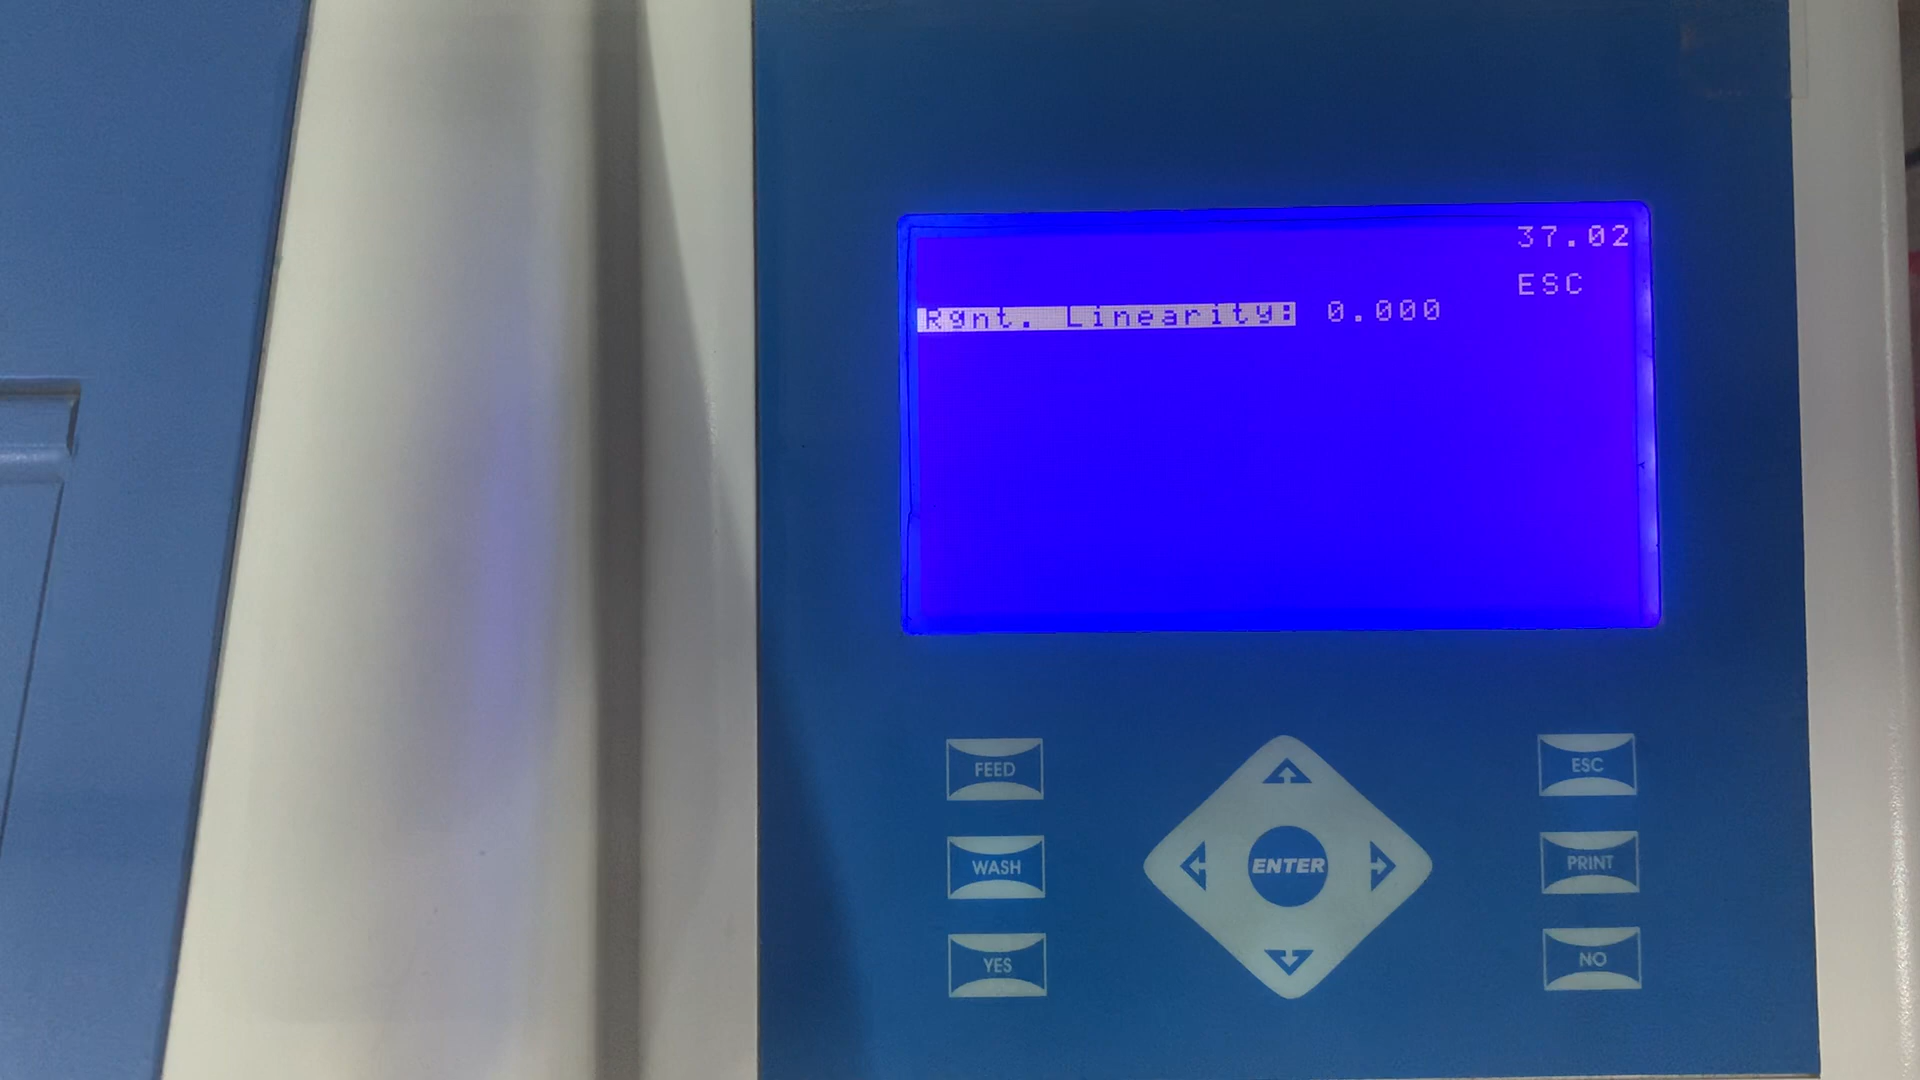 37.02
ESC
Rgnt. Linearity: 0.000
FEED
ESC
WASH
ENTER
PRINT
YES
NO